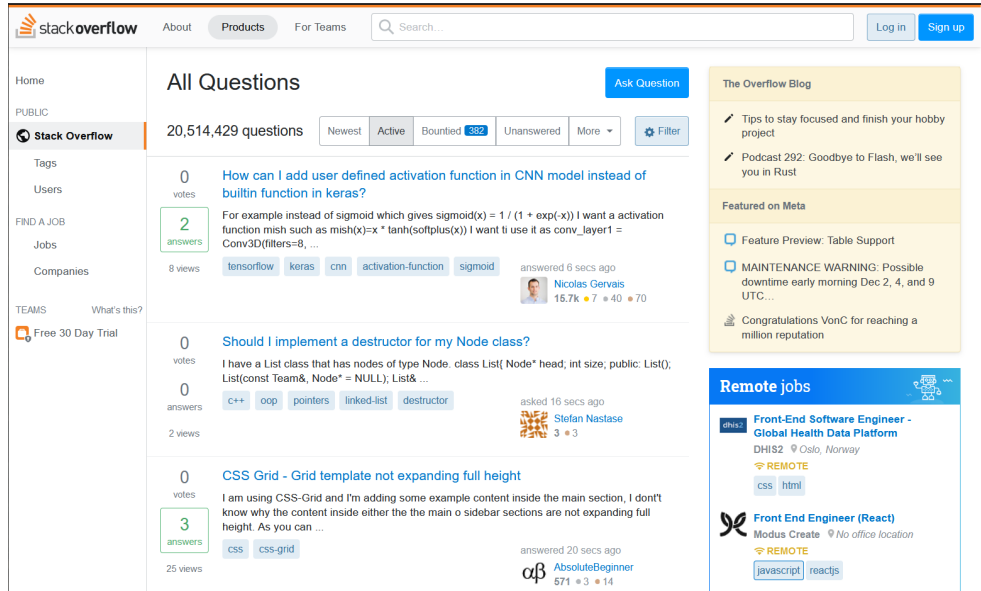 stackoverflow
About
Products
For Teams
Search...
Log in
Sign up
Home
PUBLIC
Stack Overflow
Tags
Users
FIND A JOB
Jobs
Companies
TEAMS What's this?
Free 30 Day Trial
All Questions
Ask Question
20,514,429 questions
Newest
Active
Bountied 382
Unanswered
More
Filter
0
votes
2
answers
8 views
How can I add user defined activation function in CNN model instead of
builtin function in keras?
For example instead of sigmoid which gives sigmoid(x) = 1 / (1 + exp(-x)) I want a activation
function mish such as mish(x)=x * tanh(softplus(x)) I want ti use it as conv_layer1 =
Conv3D(filters=8, ...
tensorflow keras cnn activation-function sigmoid
answered 6 secs ago
Nicolas Gervais
15.7k 7 40 70
0
votes
0
answers
2 views
Should I implement a destructor for my Node class?
I have a List class that has nodes of type Node. class List{ Node* head; int size; public: List();
List(const Team&, Node* = NULL); List& ...
c++ oop pointers linked-list destructor
asked 16 secs ago
Stefan Nastase
3 3
0
votes
3
answers
25 views
CSS Grid - Grid template not expanding full height
I am using CSS-Grid and I'm adding some example content inside the main section, I dont't
know why the content inside either the the main o sidebar sections are not expanding full
height. As you can ...
css css-grid
answered 20 secs ago
αβ
AbsoluteBeginner
571 3 14
The Overflow Blog
Tips to stay focused and finish your hobby
project
Podcast 292: Goodbye to Flash, we'll see
you in Rust
Featured on Meta
Feature Preview: Table Support
MAINTENANCE WARNING: Possible
downtime early morning Dec 2, 4, and 9
UTC...
Congratulations VonC for reaching a
million reputation
Remote jobs
dhis2
Front-End Software Engineer -
Global Health Data Platform
DHIS2 Oslo, Norway
REMOTE
css html
Front End Engineer (React)
Modus Create No office location
REMOTE
javascript reactjs